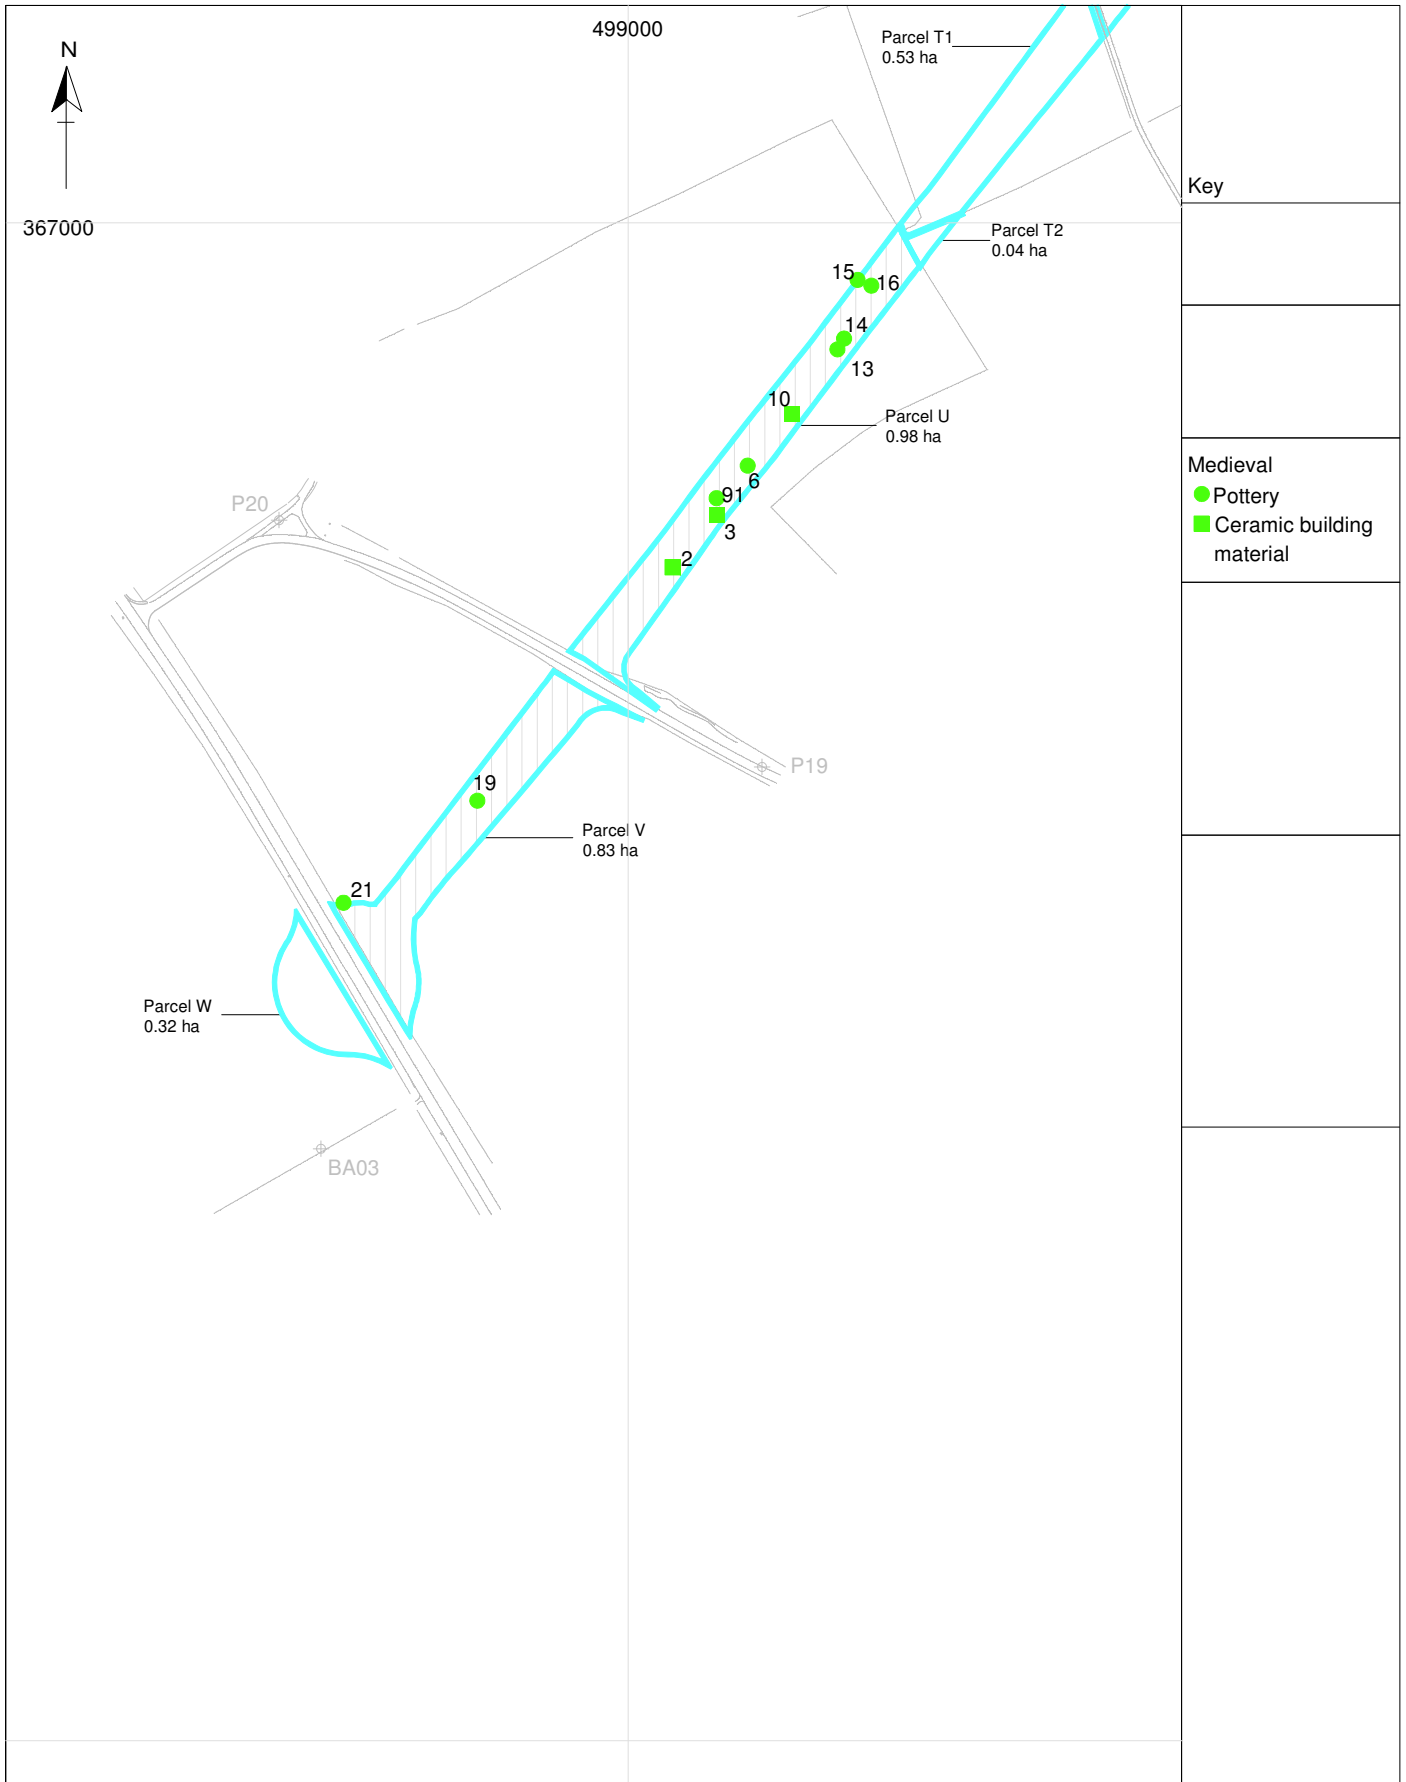 499000
N
Parcel T1
0.53 ha
Key
367000
Parcel T2
0.04 ha
15
16
14
13
10
Parcel U
0.98 ha
Medieval
Pottery
Ceramic building
material
6
91
3
2
P20
P19
19
Parcel V
0.83 ha
21
Parcel W
0.32 ha
BA03